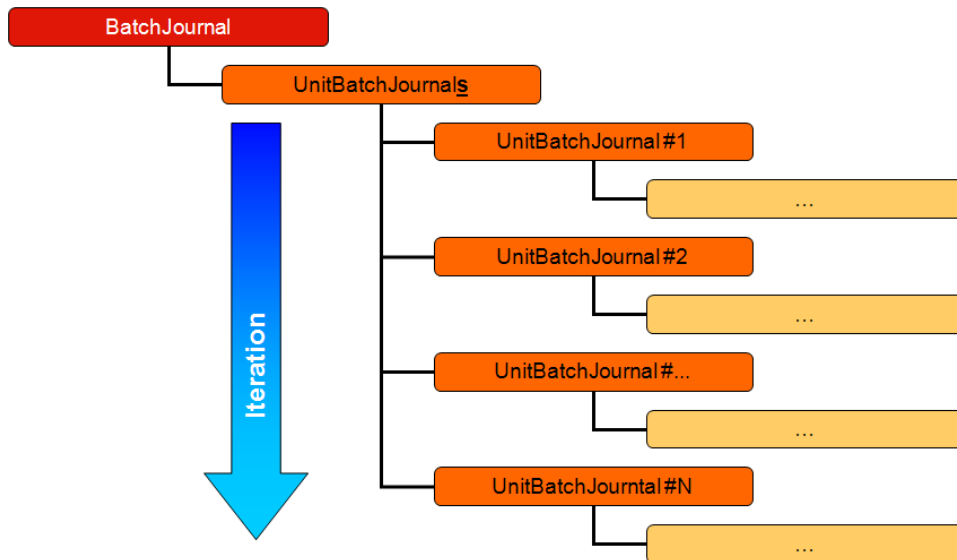 BatchJournal
UnitBatchJournals
UnitBatchJournal #1
...
UnitBatchJournal #2
...
UnitBatchJournal #...
...
UnitBatchJourntal #N
...
Iteration